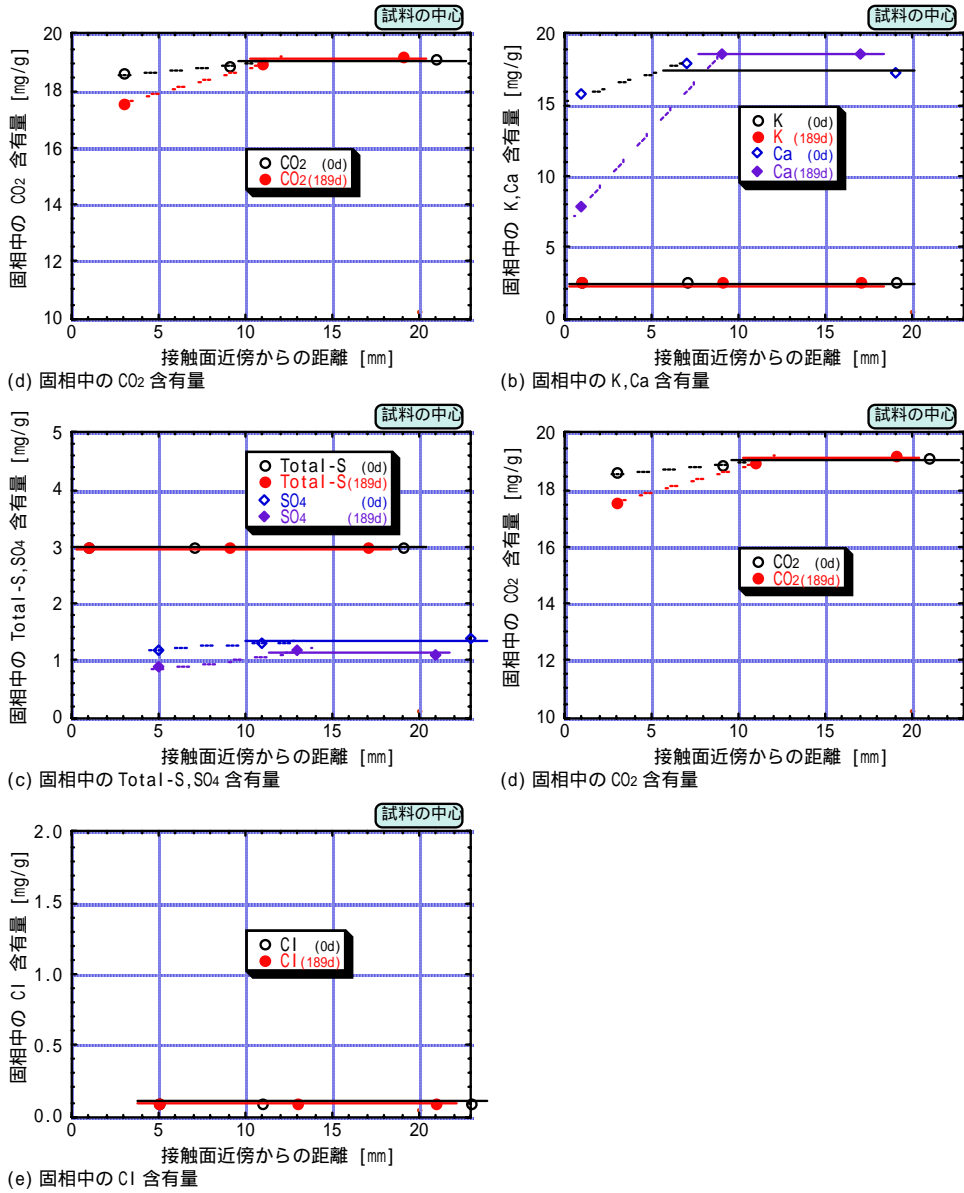 試料の中心
固相中の CO2 含有量 [mg/g]
20
18
16
14
12
10
CO2 (0d)
CO2(189d)
0 5 10 15 20
接触面近傍からの距離 [mm]
(d) 固相中の CO2 含有量
試料の中心
固相中の K,Ca 含有量 [mg/g]
20
15
10
5
0
K (0d)
K (189d)
Ca (0d)
Ca(189d)
0 5 10 15 20
接触面近傍からの距離 [mm]
(b) 固相中の K,Ca 含有量
試料の中心
固相中の Total-S,SO4 含有量 [mg/g]
5
4
3
2
1
0
Total-S (0d)
Total-S(189d)
SO4 (0d)
SO4 (189d)
0 5 10 15 20
接触面近傍からの距離 [mm]
(c) 固相中の Total-S,SO4 含有量
試料の中心
固相中の CO2 含有量 [mg/g]
20
18
16
14
12
10
CO2 (0d)
CO2(189d)
0 5 10 15 20
接触面近傍からの距離 [mm]
(d) 固相中の CO2 含有量
試料の中心
固相中の Cl 含有量 [mg/g]
2.0
1.5
1.0
0.5
0.0
Cl (0d)
Cl(189d)
0 5 10 15 20
接触面近傍からの距離 [mm]
(e) 固相中の Cl 含有量